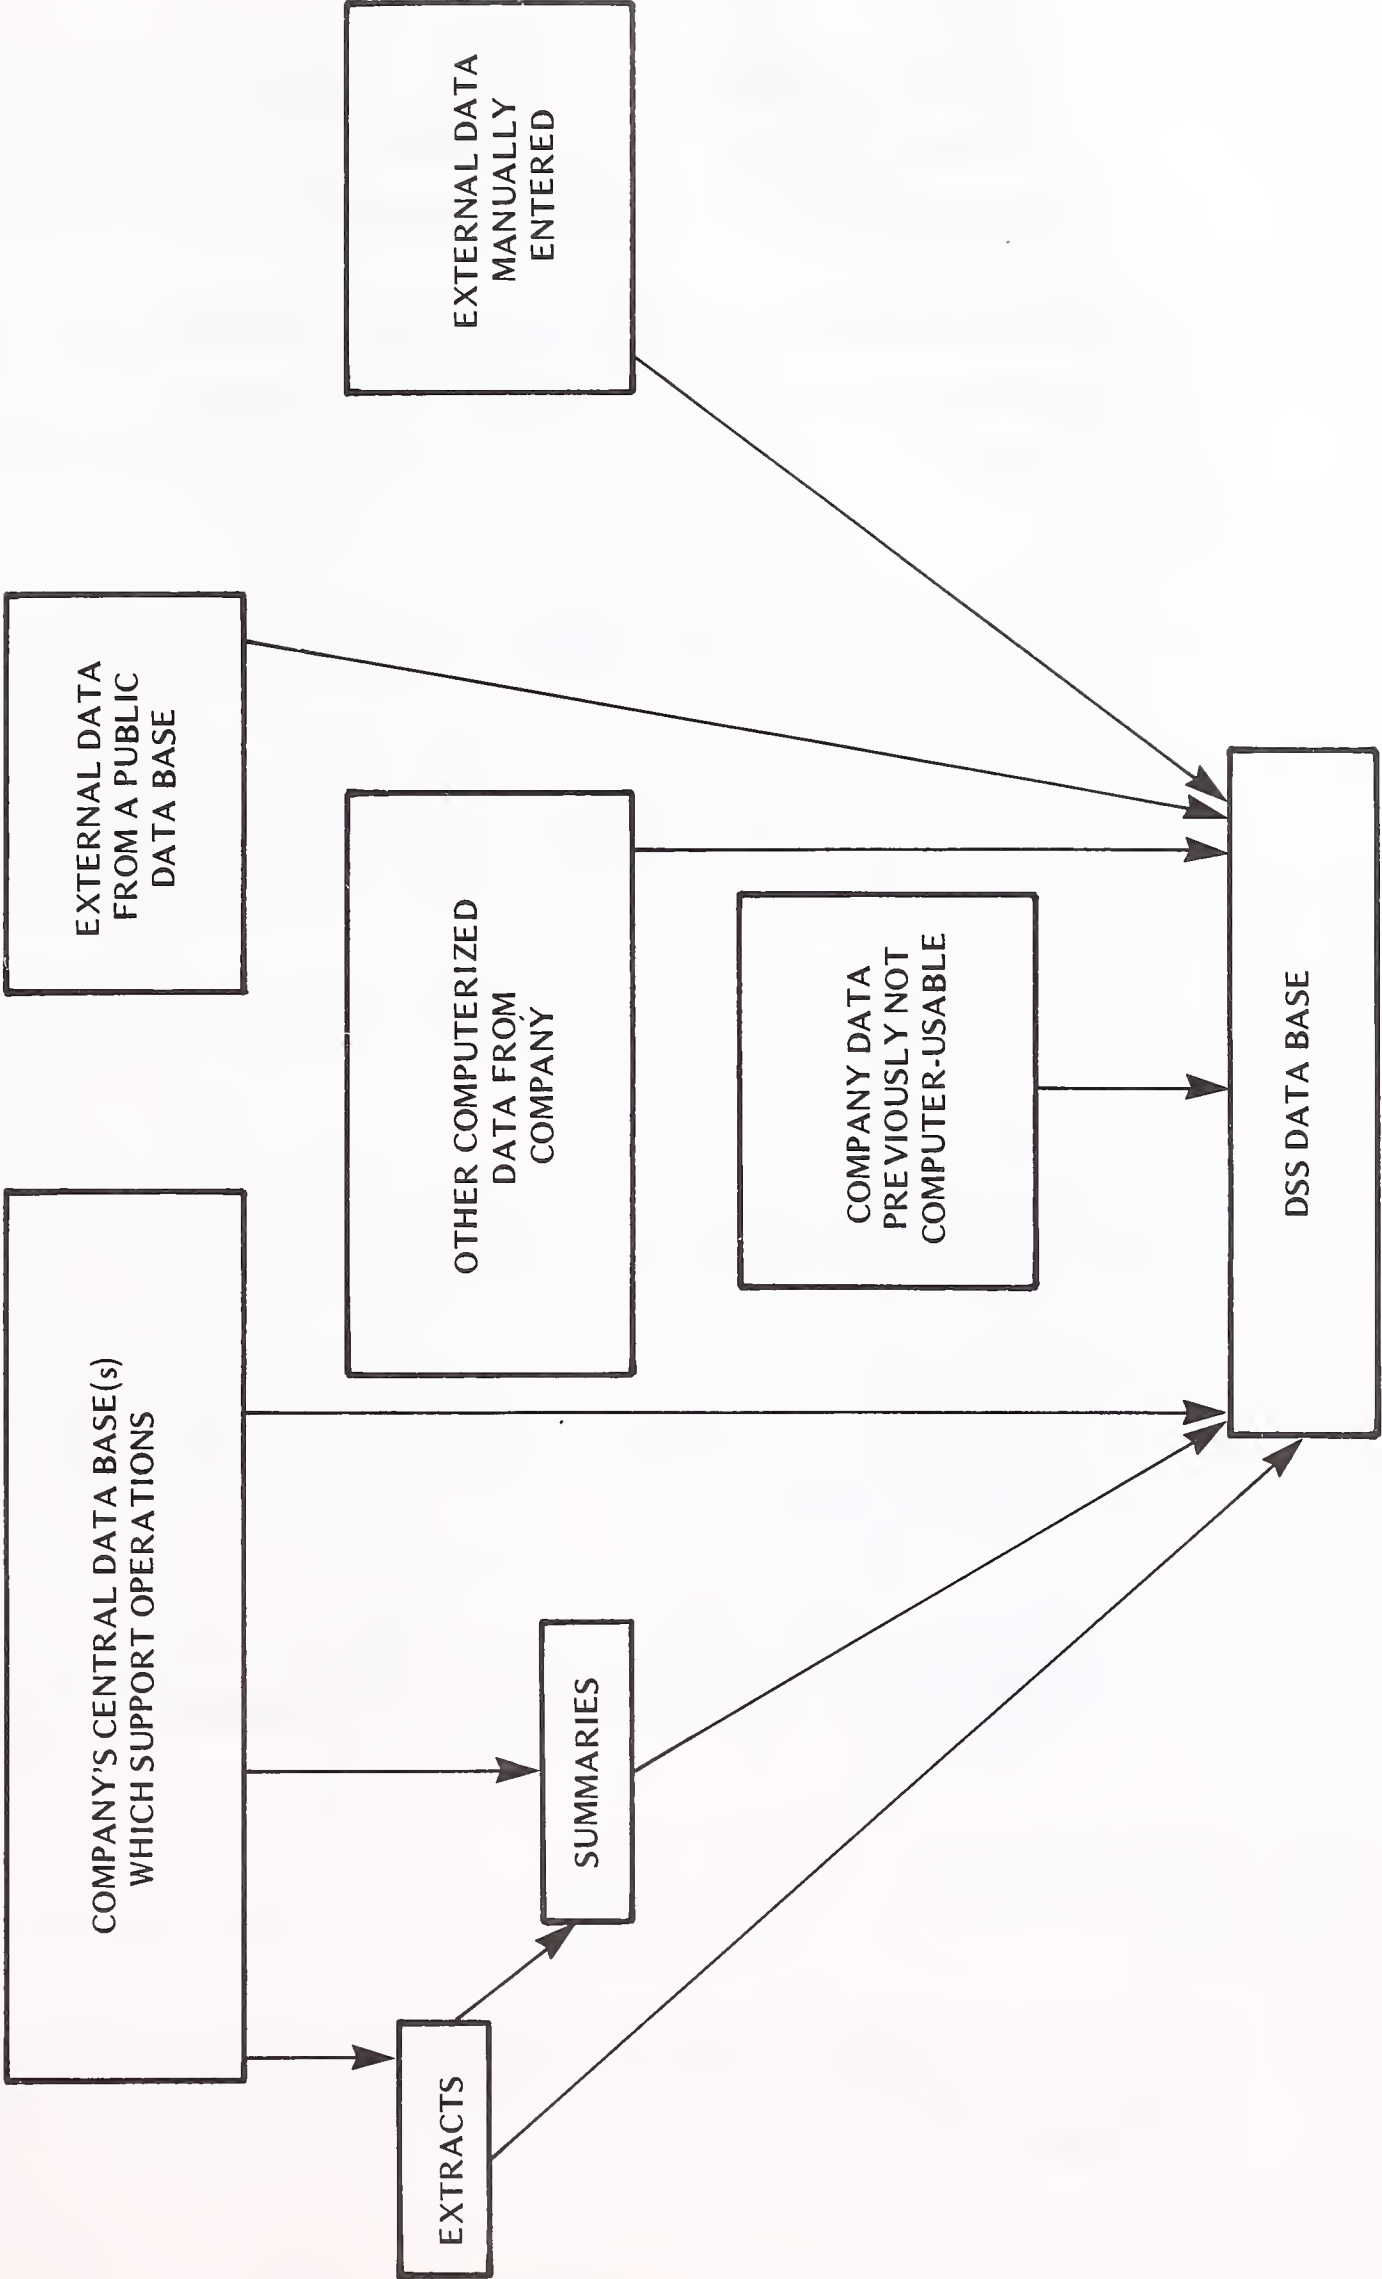 COMPANY'S CENTRAL DATA BASE(s)
WHICH SUPPORT OPERATIONS
EXTERNAL DATA
FROM A PUBLIC
DATA BASE
EXTRACTS
SUMMARIES
OTHER COMPUTERIZED
DATA FROM
COMPANY
EXTERNAL DATA
MANUALLY
ENTERED
COMPANY DATA
PREVIOUSLY NOT
COMPUTER-USABLE
DSS DATA BASE